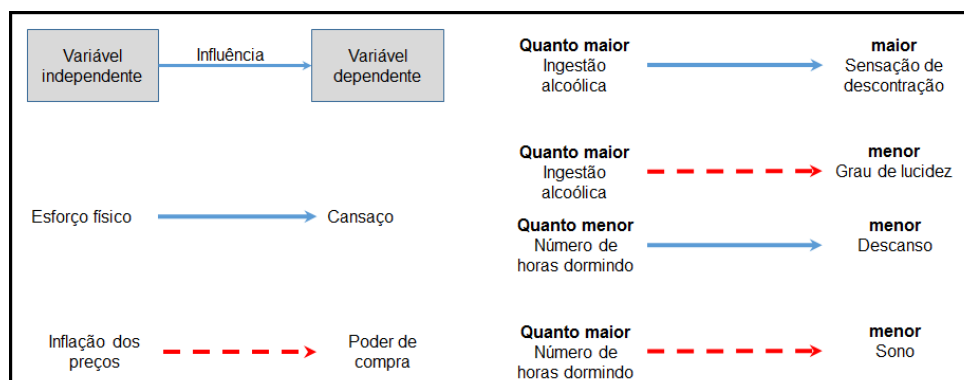 Variável
independente
Influência
Variável
dependente
Esforço físico
Cansaço
Inflação dos
preços
Poder de
compra
Quanto maior
Ingestão
alcoólica
maior
Sensação de
descontração
Quanto maior
Ingestão
alcoólica
menor
Grau de lucidez
Quanto menor
Número de
horas dormindo
menor
Descanso
Quanto maior
Número de
horas dormindo
menor
Sono